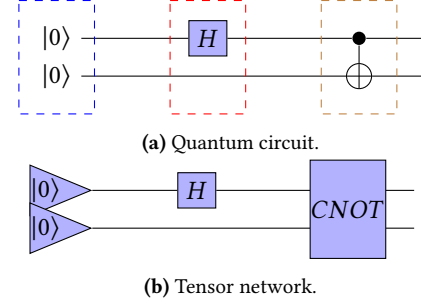 |0⟩ H
|0⟩
(a) Quantum circuit.
|0⟩ H CNOT
|0⟩
(b) Tensor network.